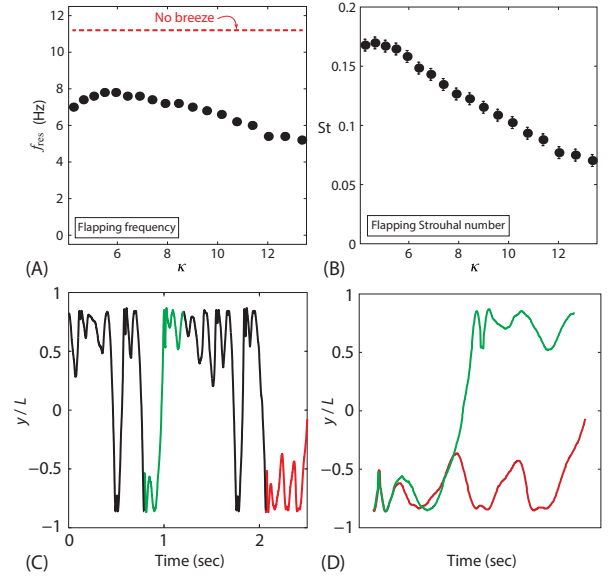 No breeze
12
10
8
6
4
2
0
f_res (Hz)
Flapping frequency
6 8 10 12
(A)
κ
0.2
0.15
0.1
0.05
0
St
Flapping Strouhal number
6 8 10 12
(B)
κ
1
0.5
0
−0.5
−1
y / L
0 1 2
(C)
Time (sec)
1
0.5
0
−0.5
−1
y / L
(D)
Time (sec)